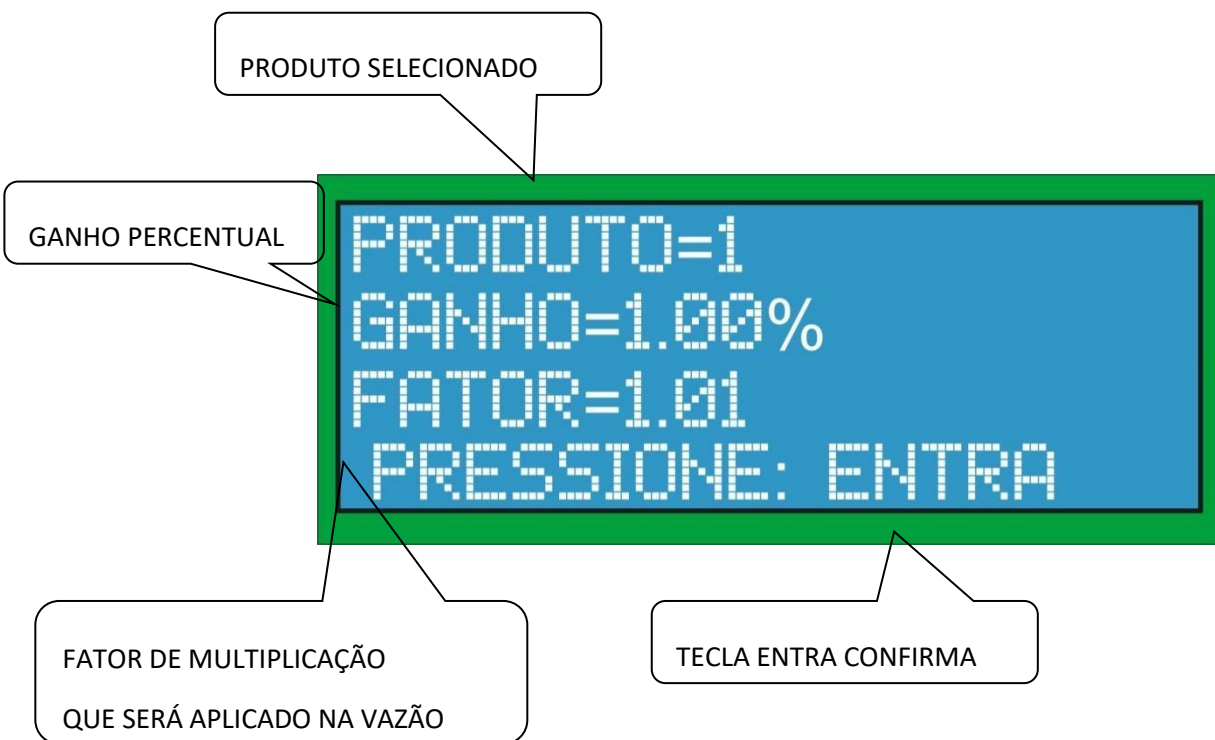 PRODUTO SELECIONADO
GANHO PERCENTUAL
PRODUTO=1
GANHO=1.00%
FATOR=1.01
PRESSIONE: ENTRA
FATOR DE MULTIPLICAÇÃO
QUE SERÁ APLICADO NA VAZÃO
TECLA ENTRA CONFIRMA